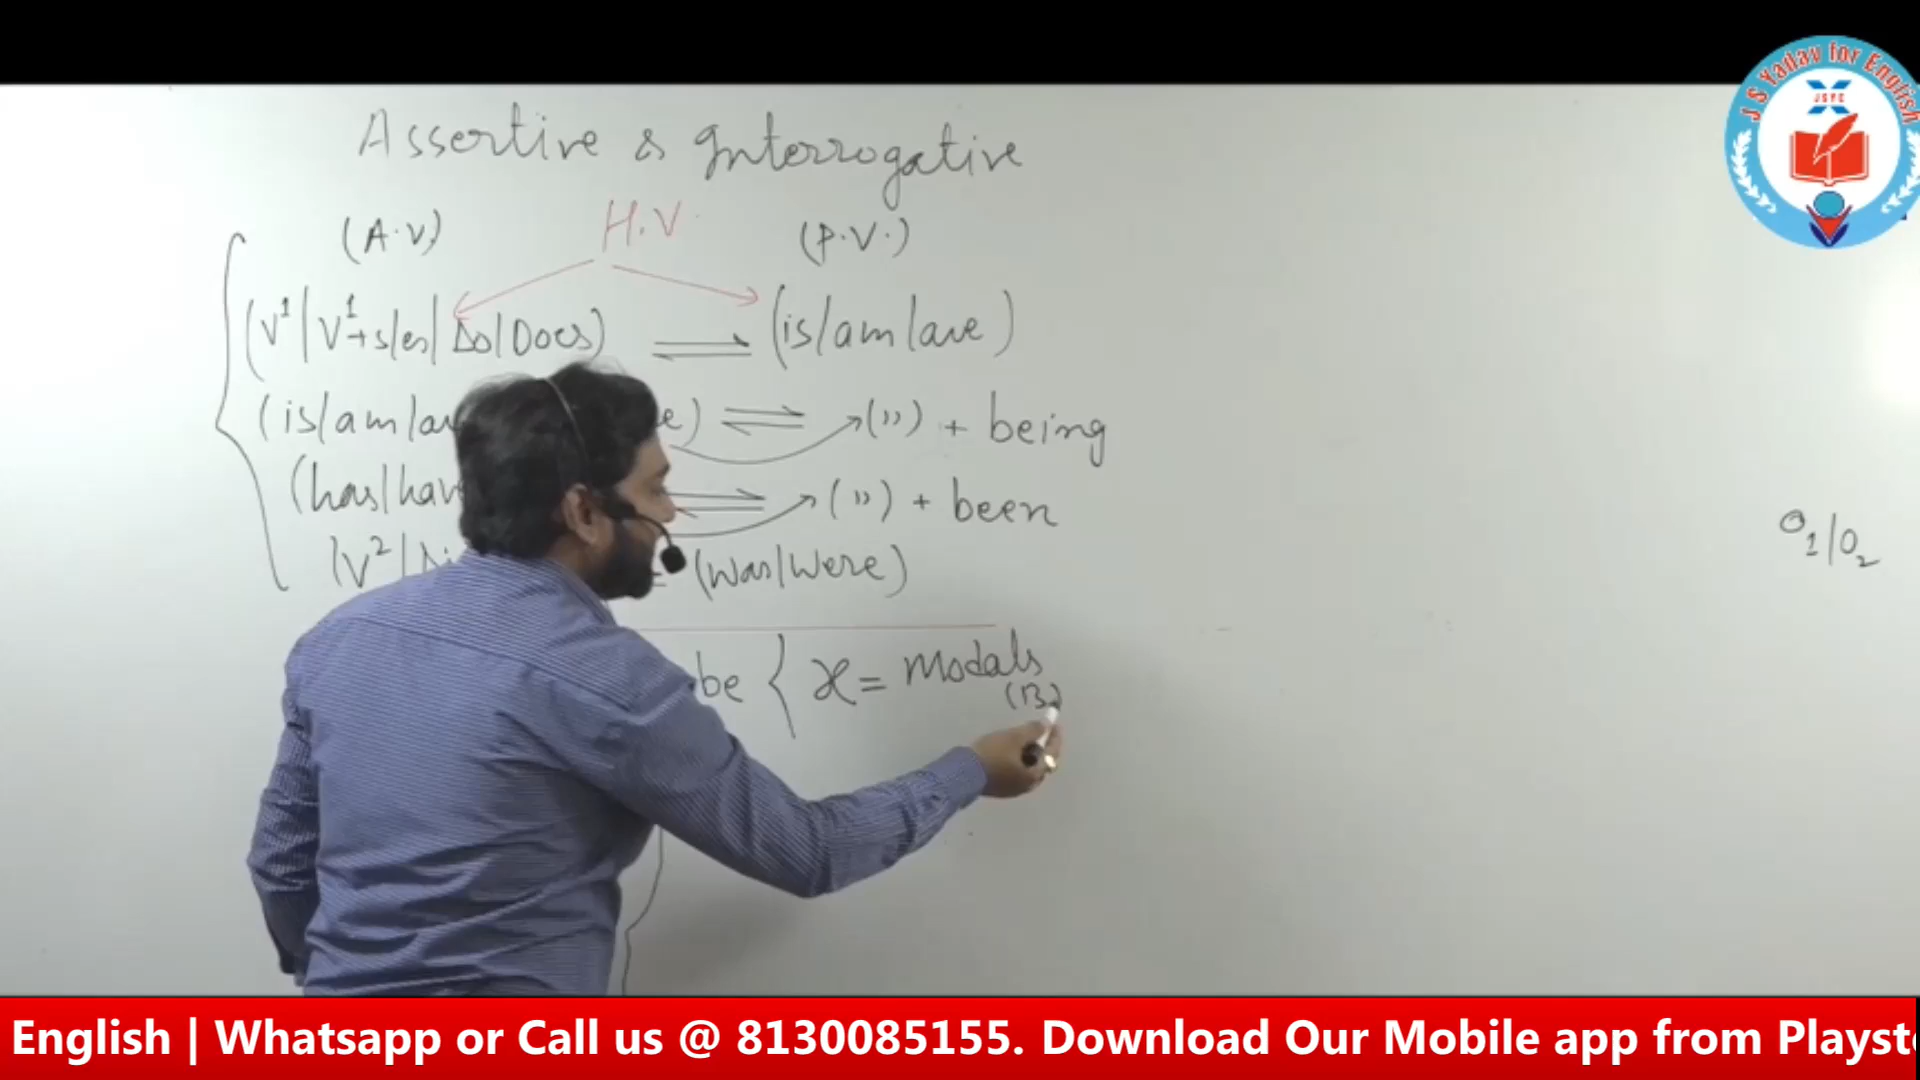 Assertive & Interrogative
(A.V) H.V. (P.V.)
(V¹|V¹+s/es|Do|Does) ⇌ (is/am/are)
(is/am/ar e) ⇌ (") + being
(has/hav ⇌ (") + been
|V²|Di (was/were)
be { x = Modals
(13)
O₁/O₂
J S Yadav for English
JSYE
English | Whatsapp or Call us @ 8130085155. Download Our Mobile app from Playst